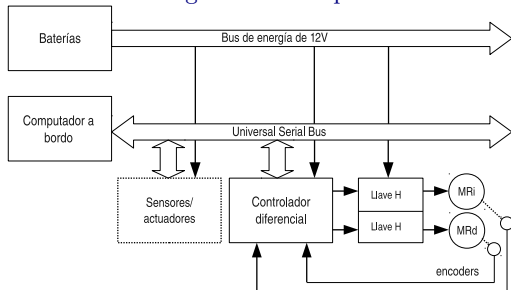 Baterías
Bus de energía de 12V
Computador a
bordo
Universal Serial Bus
Sensores/
actuadores
Controlador
diferencial
Llave H
Llave H
MRi
MRd
encoders